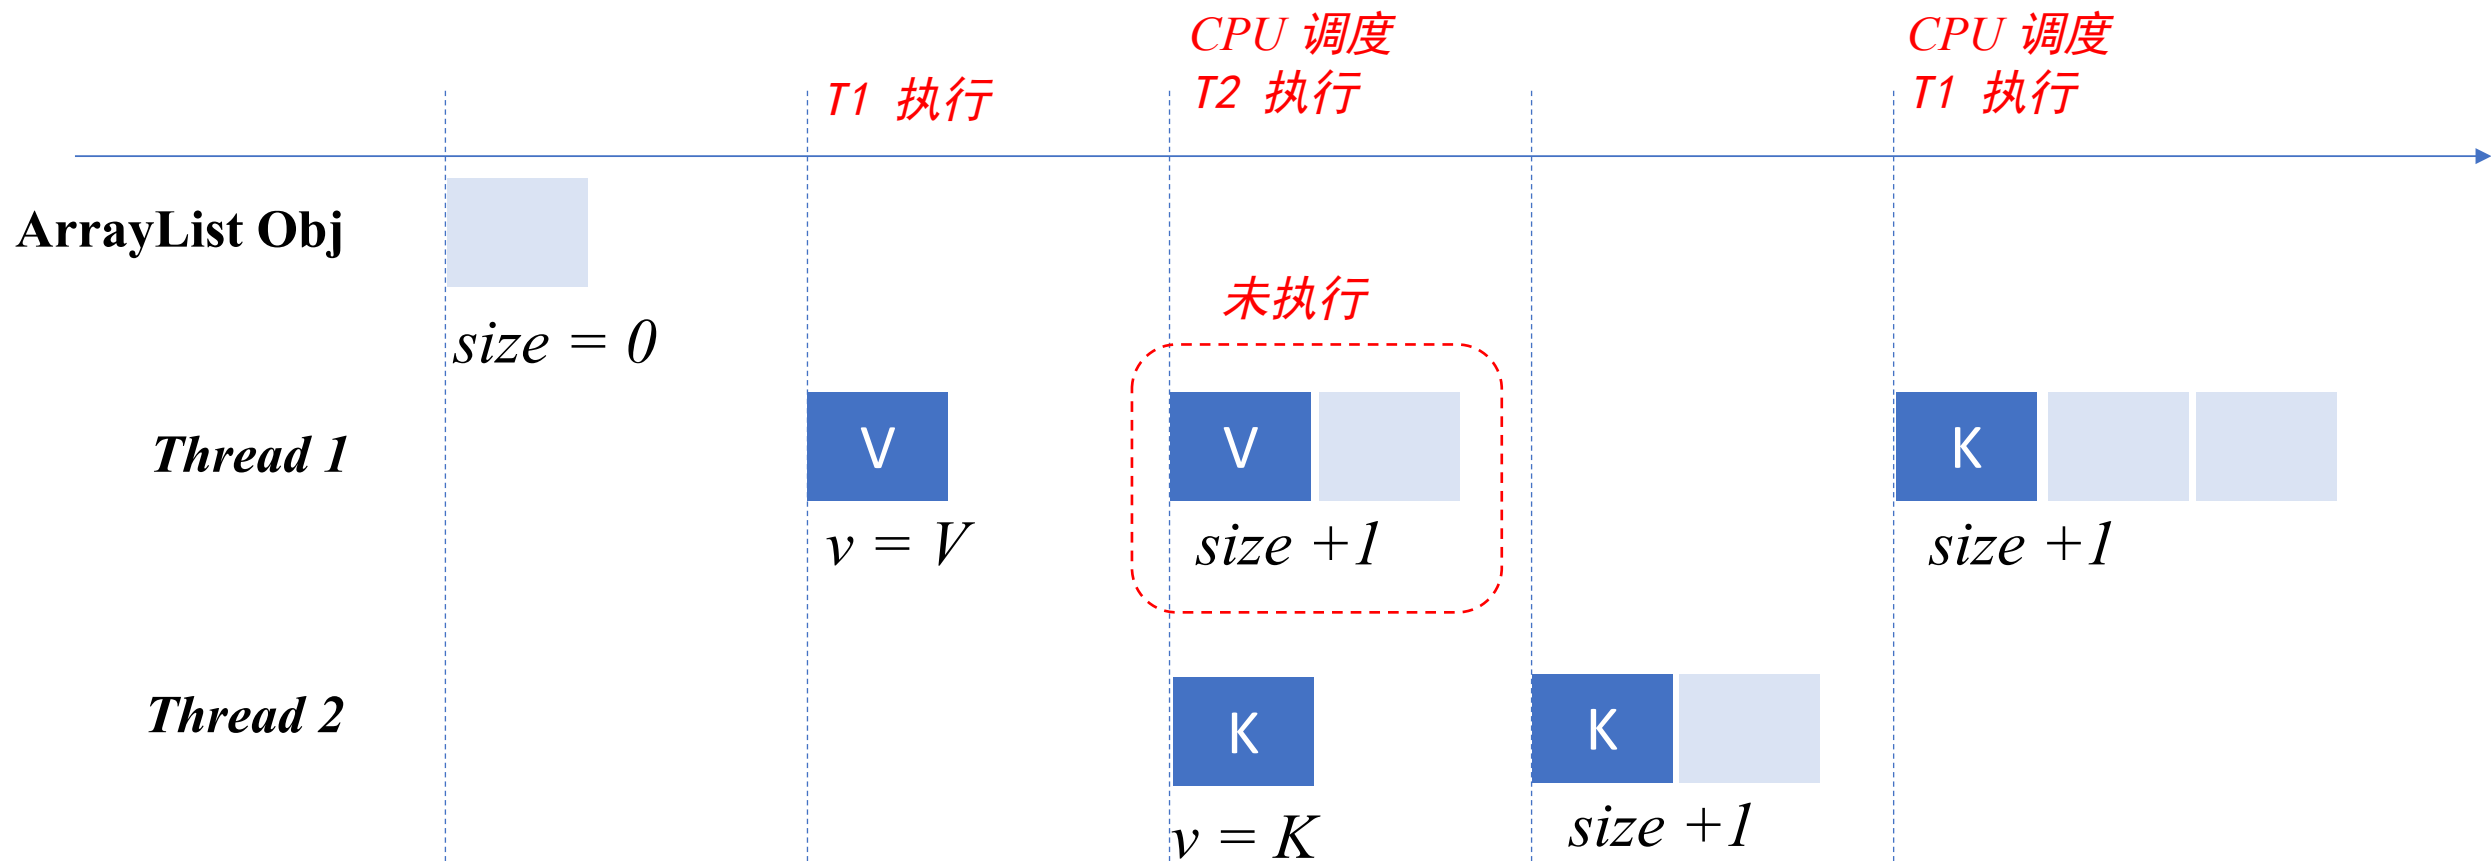 CPU 调度
T1 执行
T2 执行
CPU 调度
T1 执行
ArrayList Obj
size = 0
未执行
Thread 1
V
V
K
v = V
size +1
size +1
Thread 2
K
K
v = K
size +1